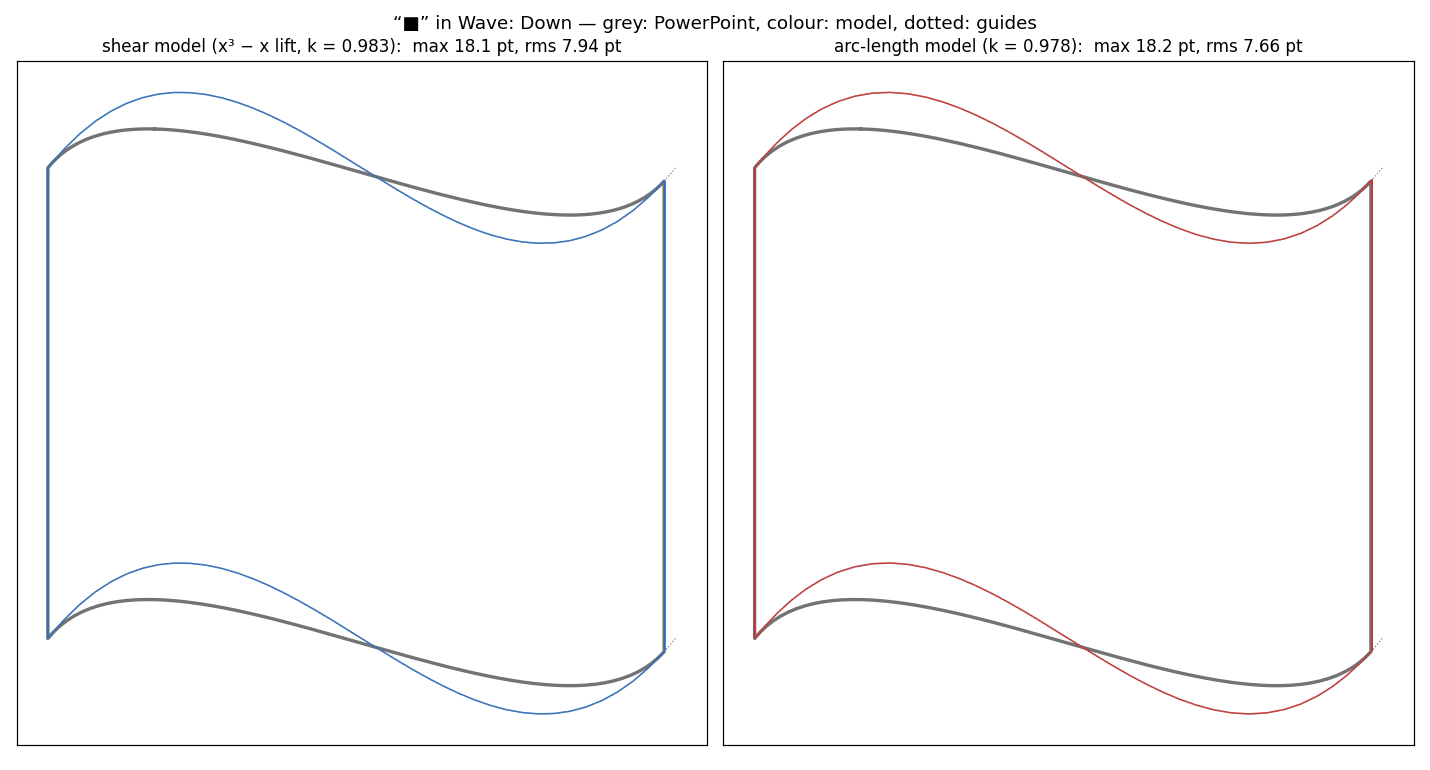 “■” in Wave: Down — grey: PowerPoint, colour: model, dotted: guides
shear model (x³ − x lift, k = 0.983):  max 18.1 pt, rms 7.94 pt
arc-length model (k = 0.978):  max 18.2 pt, rms 7.66 pt